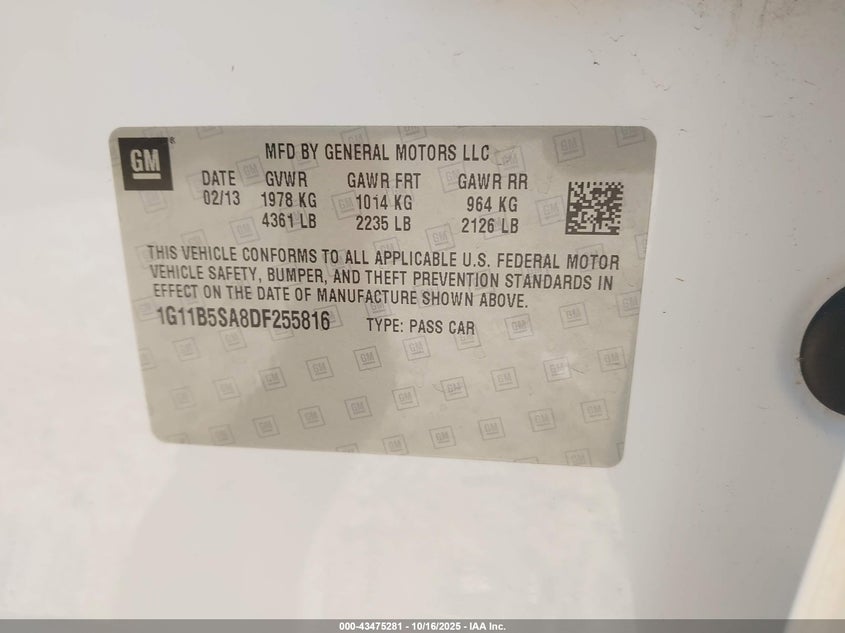 GM
MFD BY GENERAL MOTORS LLC
DATE GVWR GAWR FRT GAWR RR
02/13 1978 KG 1014 KG 964 KG
4361 LB 2235 LB 2126 LB
THIS VEHICLE CONFORMS TO ALL APPLICABLE U.S. FEDERAL MOTOR
VEHICLE SAFETY, BUMPER, AND THEFT PREVENTION STANDARDS IN
EFFECT ON THE DATE OF MANUFACTURE SHOWN ABOVE.
1G11B5SA8DF255816 TYPE: PASS CAR
000-43475281 - 10/16/2025 - IAA Inc.